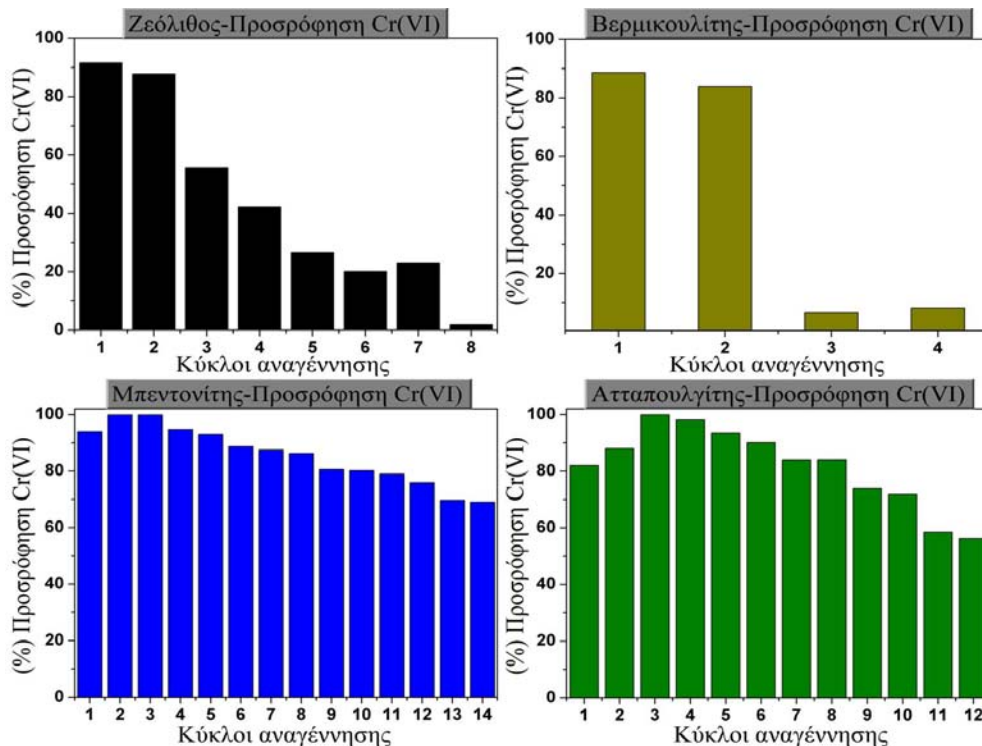 Ζεόλιθος-Προσρόφηση Cr(VI)
(%) Προσρόφηση Cr(VI)
100
80
60
40
20
0
1 2 3 4 5 6 7 8
Κύκλοι αναγέννησης
Βερμικουλίτης-Προσρόφηση Cr(VI)
(%) Προσρόφηση Cr(VI)
100
80
60
40
20
1 2 3 4
Κύκλοι αναγέννησης
Μπεντονίτης-Προσρόφηση Cr(VI)
(%) Προσρόφηση Cr(VI)
100
80
60
40
20
0
1 2 3 4 5 6 7 8 9 10 11 12 13 14
Κύκλοι αναγέννησης
Ατταπουλγίτης-Προσρόφηση Cr(VI)
(%) Προσρόφηση Cr(VI)
100
80
60
40
20
0
1 2 3 4 5 6 7 8 9 10 11 12
Κύκλοι αναγέννησης